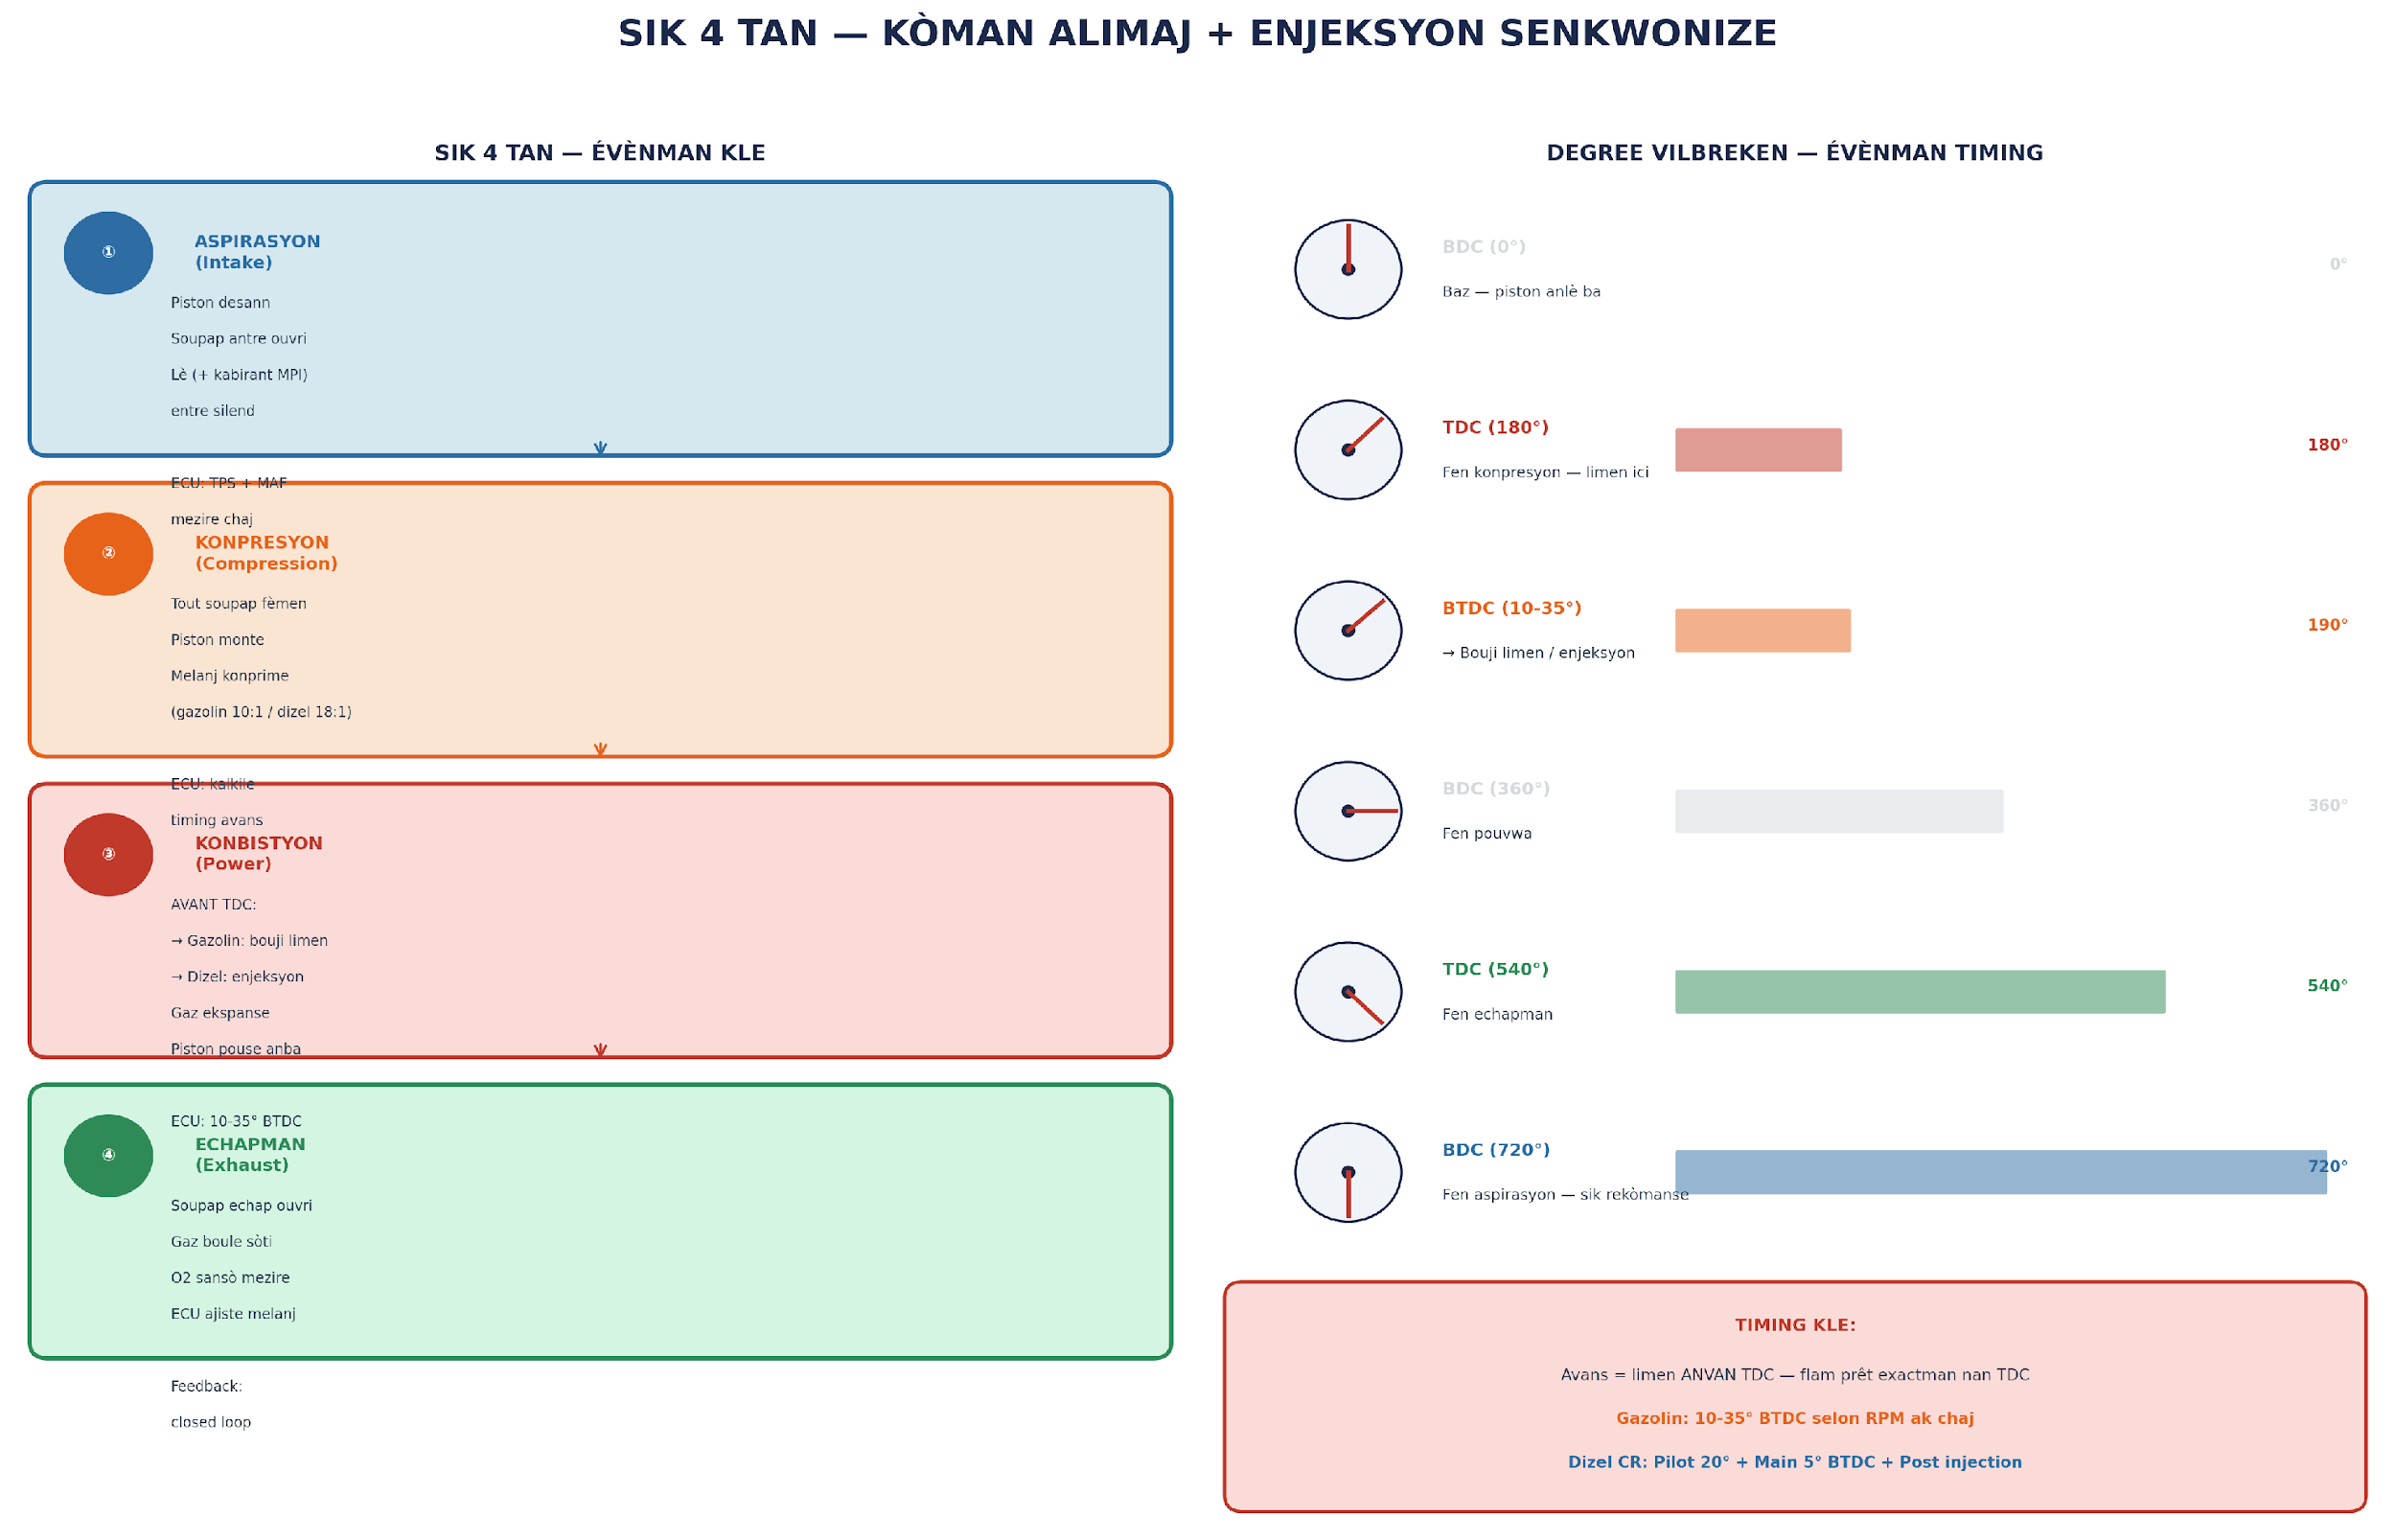 SIK 4 TAN — KÒMAN ALIMAJ + ENJEKSYON SENKWONIZE
SIK 4 TAN — ÉVÈNMAN KLE
①
ASPIRASYON
(Intake)
Piston desann
Soupap antre ouvri
Lè (+ kabirant MPI)
entre silend
ECU: TPS + MAF
mezire chaj
②
KONPRESYON
(Compression)
Tout soupap fèmen
Piston monte
Melanj konprime
(gazolin 10:1 / dizel 18:1)
ECU: kalkile
timing avans
③
KONBISTYON
(Power)
AVANT TDC:
→ Gazolin: bouji limen
→ Dizel: enjeksyon
Gaz ekspanse
Piston pouse anba
ECU: 10-35° BTDC
④
ECHAPMAN
(Exhaust)
Soupap echap ouvri
Gaz boule sòti
O2 sansò mezire
ECU ajiste melanj
Feedback:
closed loop
DEGREE VILBREKEN — ÉVÈNMAN TIMING
BDC (0°)
0°
Baz — piston anlè ba
TDC (180°)
180°
Fen konpresyon — limen ici
BTDC (10-35°)
190°
→ Bouji limen / enjeksyon
BDC (360°)
360°
Fen pouvwa
TDC (540°)
540°
Fen echapman
BDC (720°)
720°
Fen aspirasyon — sik rekòmanse
TIMING KLE:
Avans = limen ANVAN TDC — flam prêt exactman nan TDC
Gazolin: 10-35° BTDC selon RPM ak chaj
Dizel CR: Pilot 20° + Main 5° BTDC + Post injection